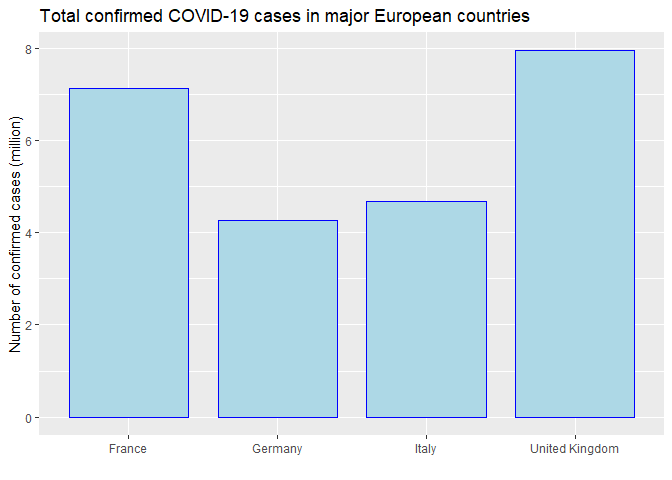 Total confirmed COVID-19 cases in major European countries
Number of confirmed cases (million)
8
6
4
2
0
France Germany Italy United Kingdom